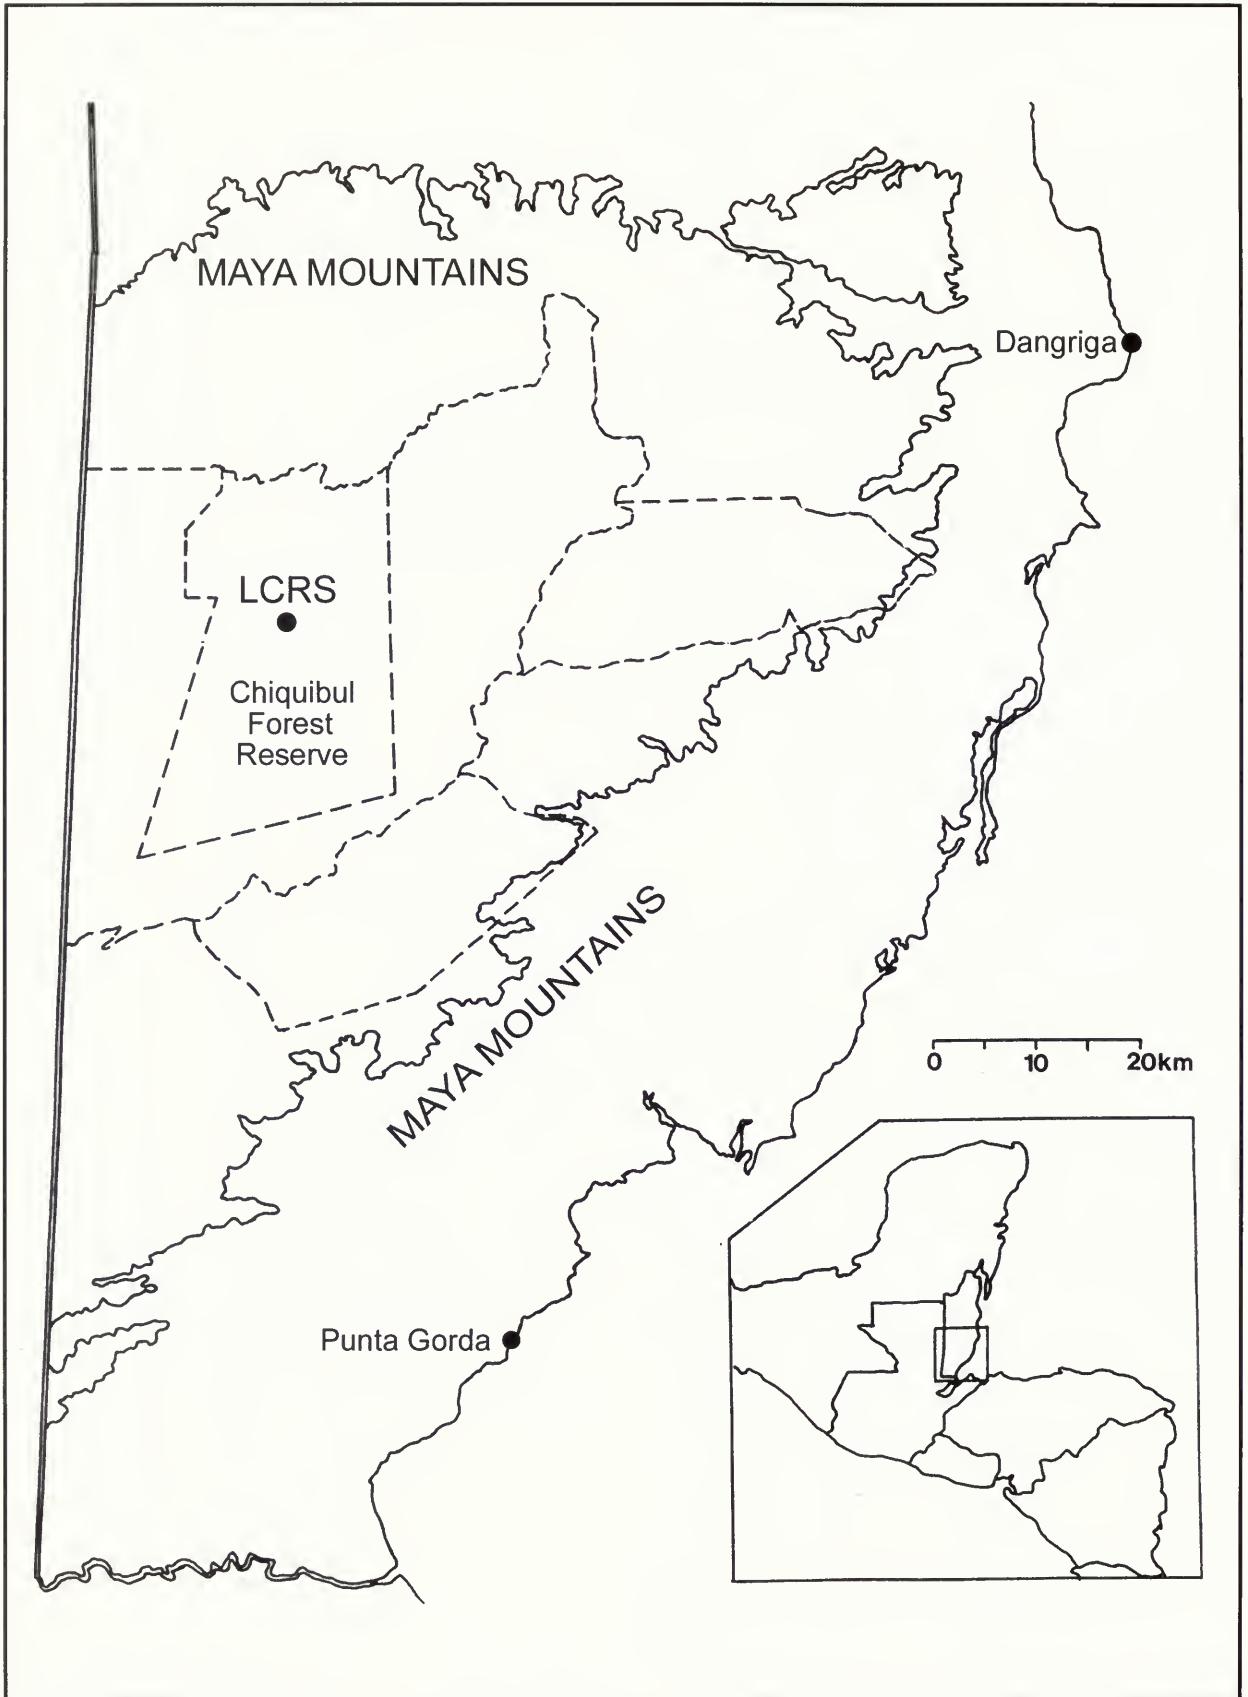 MAYA MOUNTAINS
Dangriga
LCRS
Chiquibul
Forest
Reserve
MAYA MOUNTAINS
0 10 20km
Punta Gorda